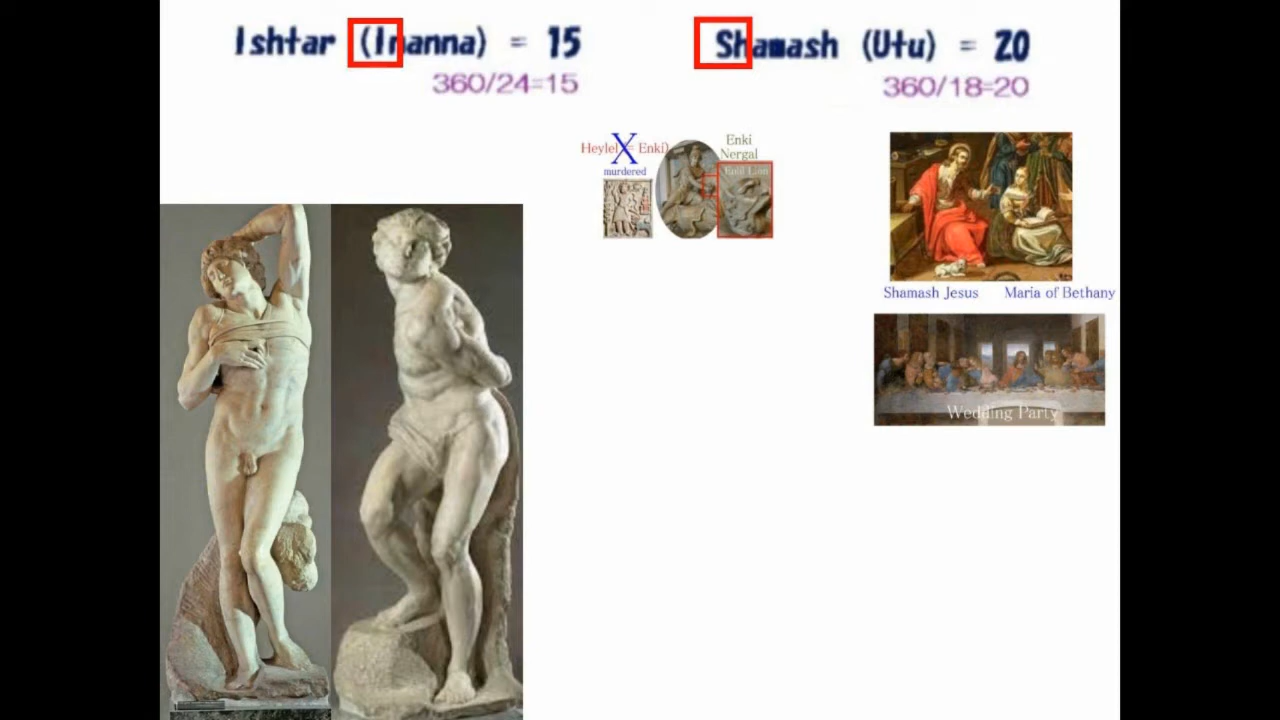 Ishtar (Inanna) = 15
360/24=15
Shamash (Utu) = 20
360/18=20
Heylel = Enki)
X
murdered
Enki
Nergal
Lion
Shamash Jesus
Maria of Bethany
Wedding Party